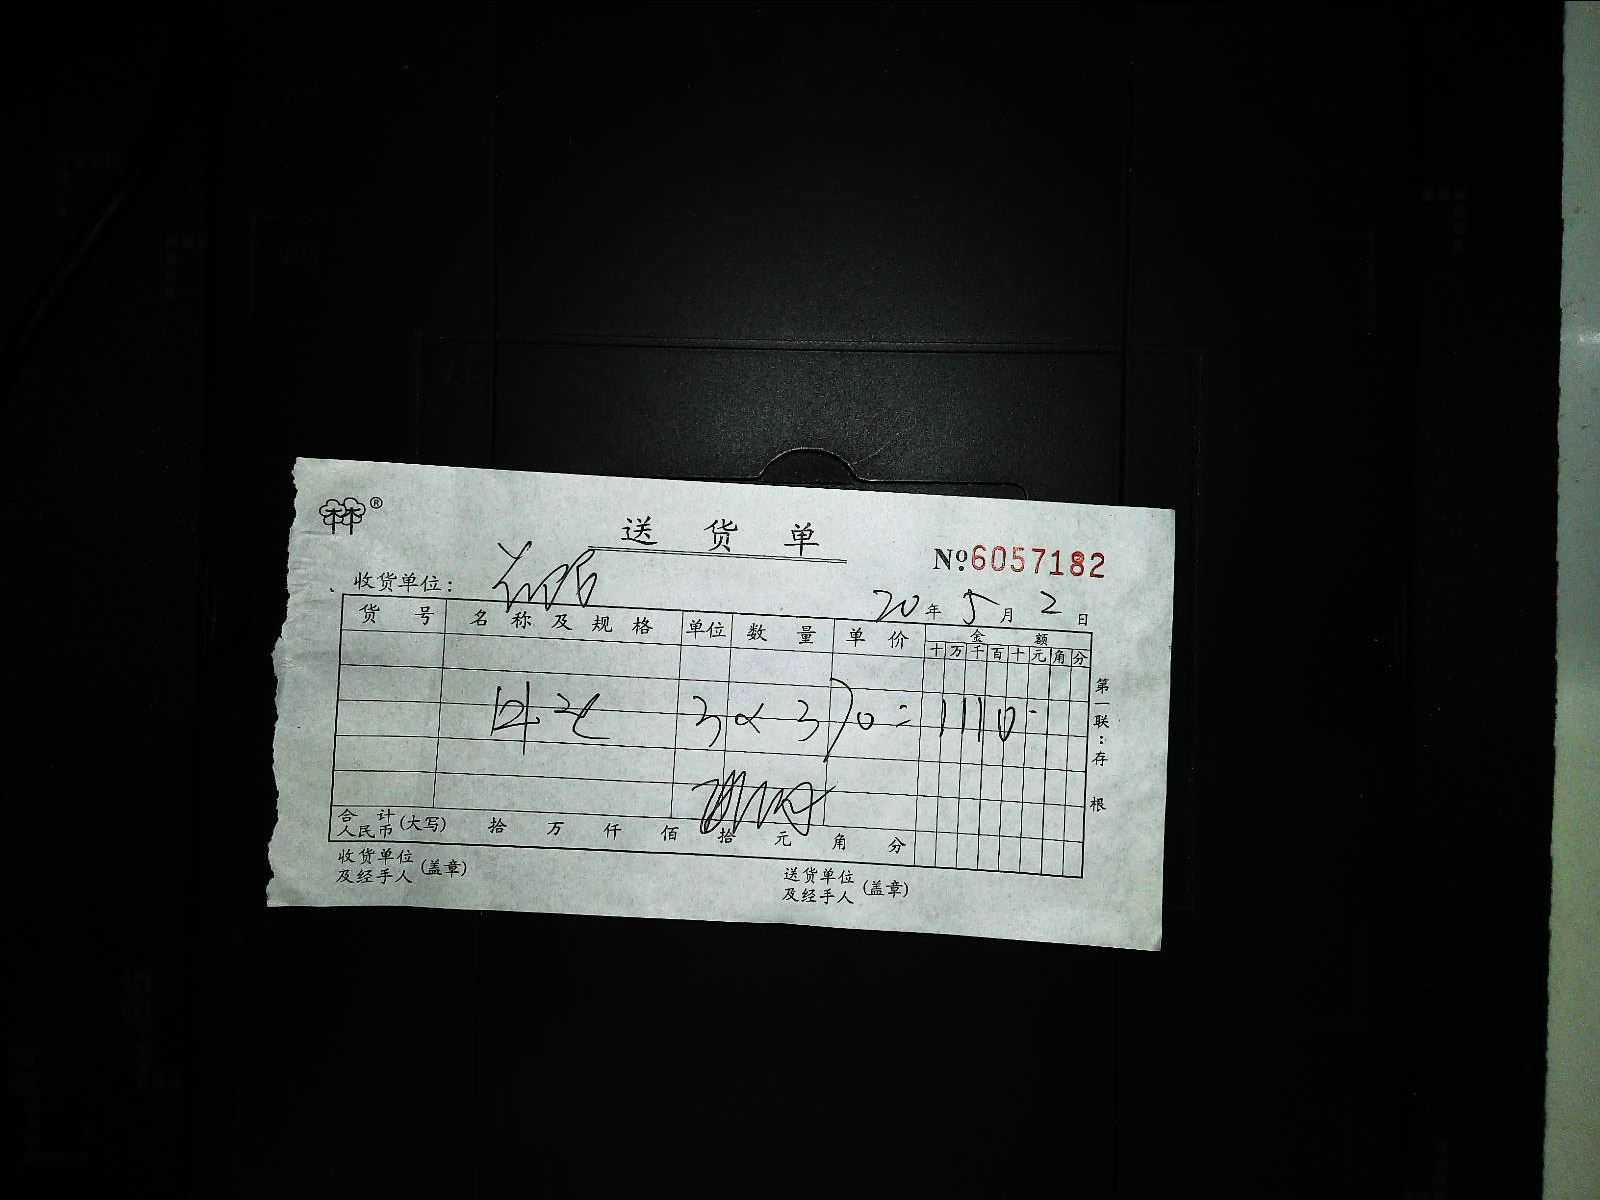 ®
送 货 单
№6057182
收货单位:
20年 5月 2日
货 号 名 称 及 规 格 单位 数 量 单 价 金 额
十 万 千 百 十 元 角 分
3 × 370 = 1110
合 计
人民币 (大写) 拾 万 仟 佰 拾 元 角 分
收货单位
及经手人 (盖章)
送货单位
及经手人 (盖章)
第一联:存 根